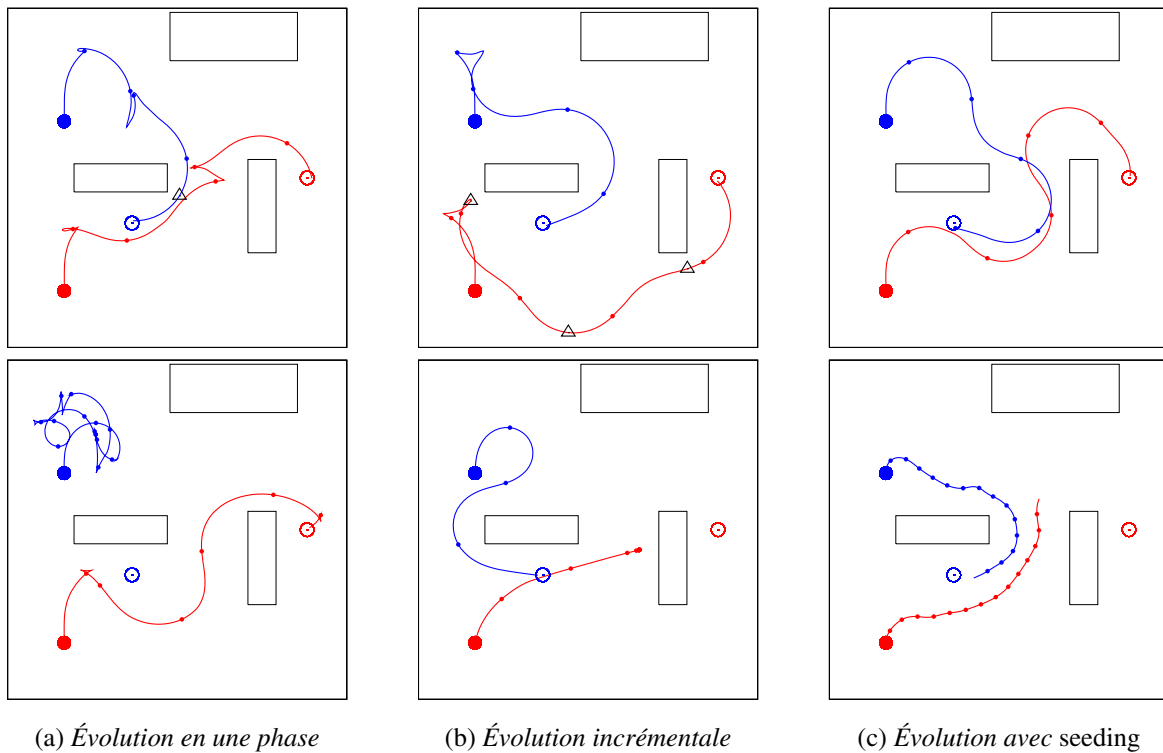 (a) Évolution en une phase
(b) Évolution incrémentale
(c) Évolution avec seeding